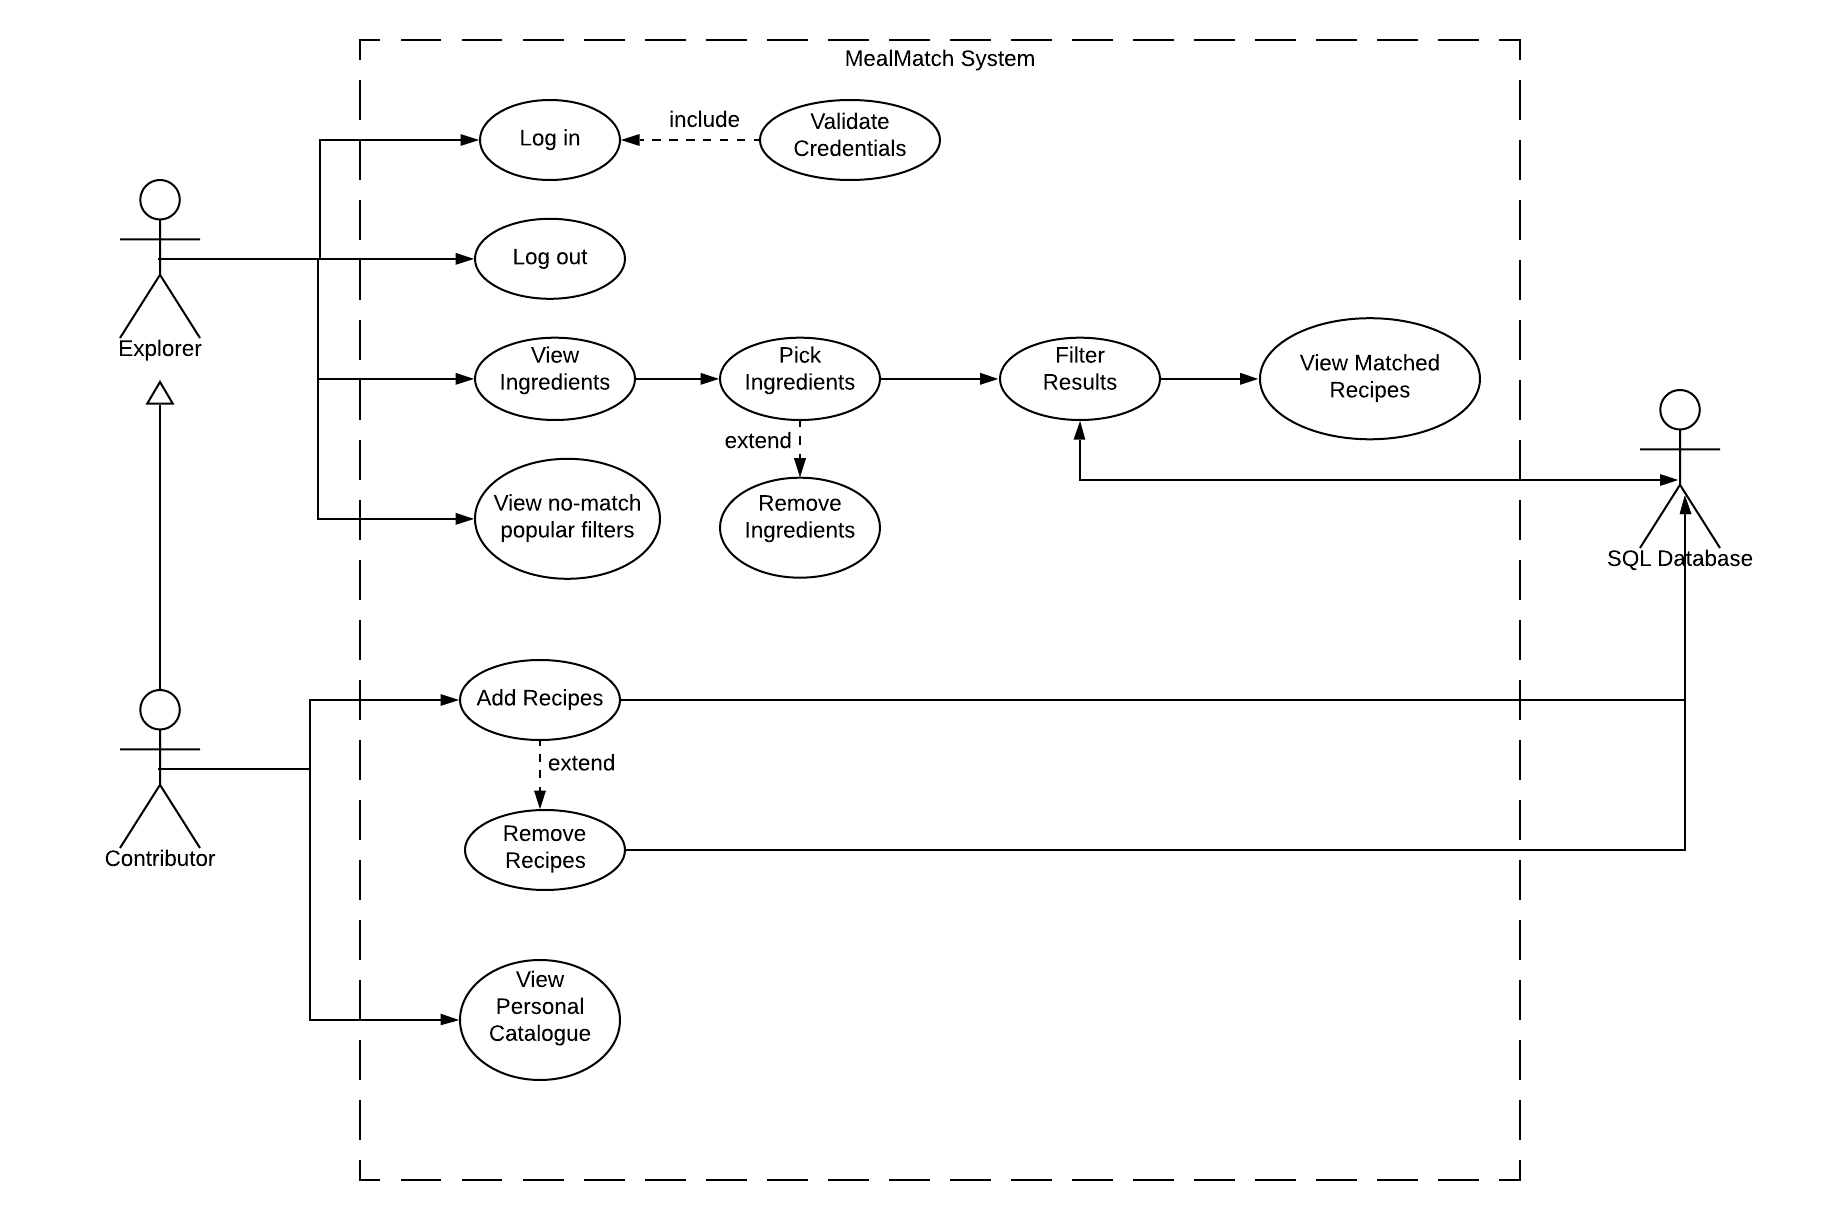 MealMatch System
Log in
include
Validate
Credentials
Log out
Explorer
View
Ingredients
Pick
Ingredients
Filter
Results
View Matched
Recipes
extend
View no-match
popular filters
Remove
Ingredients
SQL Database
Add Recipes
extend
Remove
Recipes
Contributor
View
Personal
Catalogue